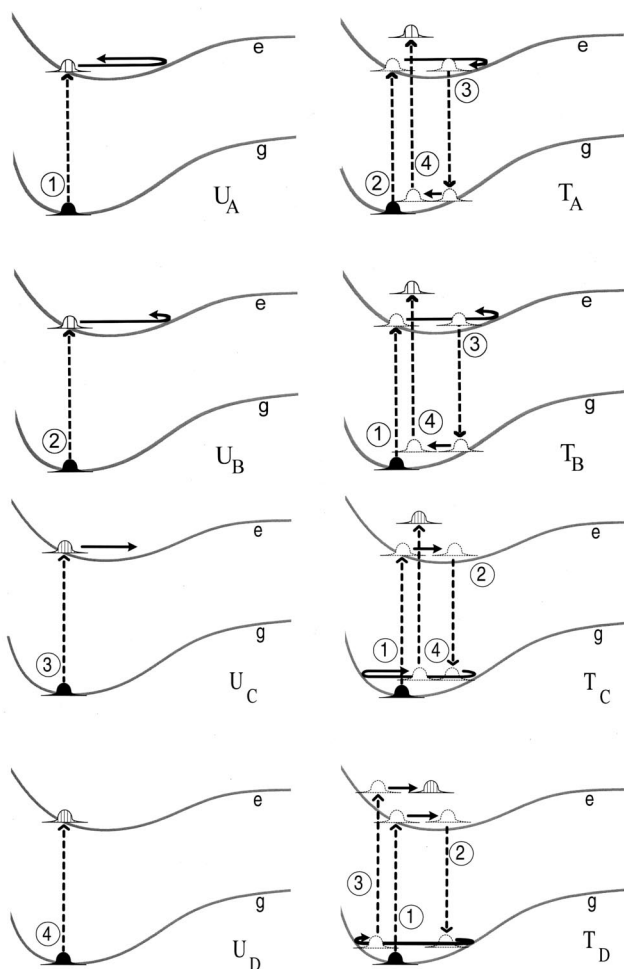 e
g
①
U_A
e
③
④
②
g
T_A
e
g
②
U_B
e
③
④
①
g
T_B
e
g
③
U_C
e
②
①
④
g
T_C
e
g
④
U_D
e
②
③
①
g
T_D